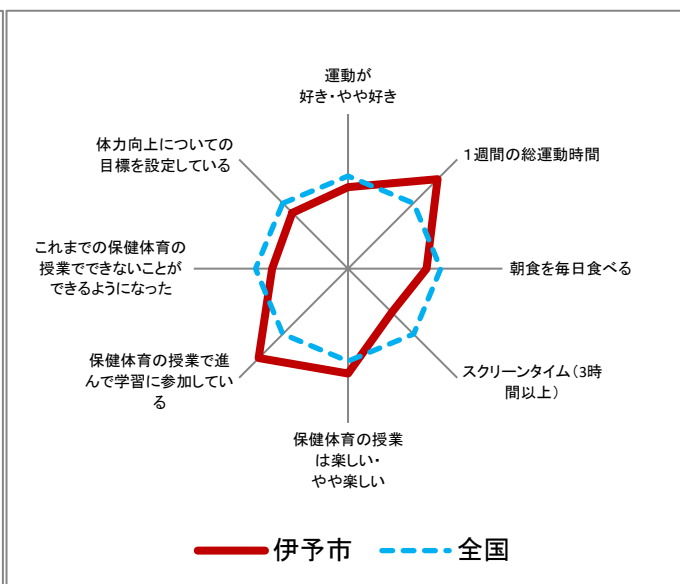 運動が
好き・やや好き
１週間の総運動時間
朝食を毎日食べる
スクリーンタイム（3時
間以上）
保健体育の授業
は楽しい・
やや楽しい
保健体育の授業で進
んで学習に参加してい
る
これまでの保健体育の
授業でできないことが
できるようになった
体力向上についての
目標を設定している
伊予市
全国